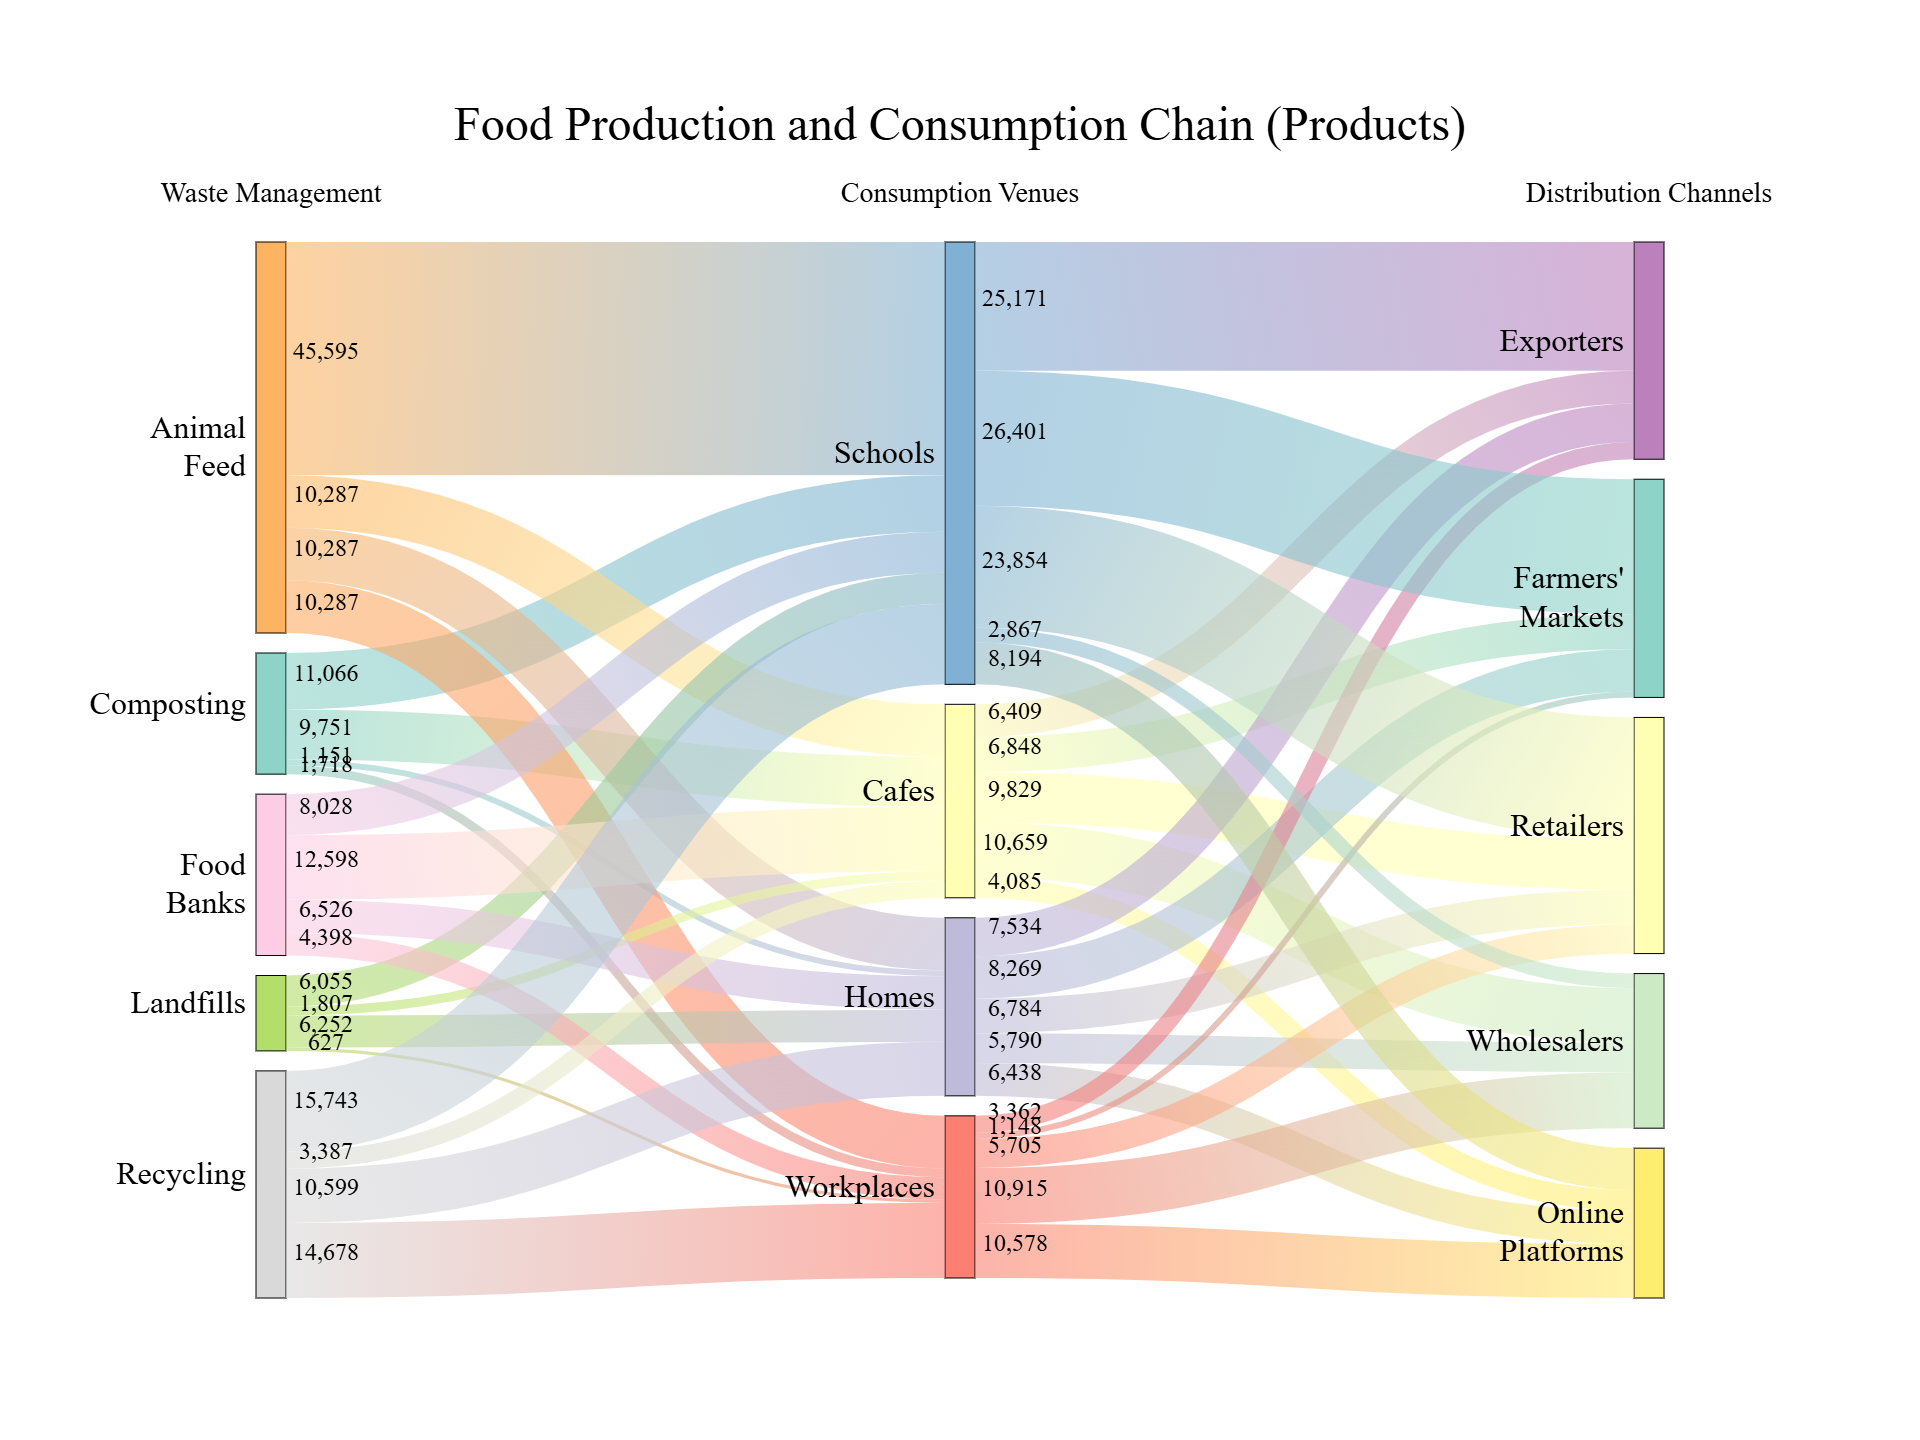 Food Production and Consumption Chain (Products)
Waste Management
Consumption Venues
Distribution Channels
Animal
Feed
Composting
Food
Banks
Landfills
Recycling
45,595
10,287
10,287
10,287
11,066
9,751
1,151
1,718
8,028
12,598
6,526
4,398
6,055
1,807
6,252
627
15,743
3,387
10,599
14,678
Schools
Cafes
Homes
Workplaces
25,171
26,401
23,854
2,867
8,194
6,409
6,848
9,829
10,659
4,085
7,534
8,269
6,784
5,790
6,438
3,362
1,148
5,705
10,915
10,578
Exporters
Farmers'
Markets
Retailers
Wholesalers
Online
Platforms